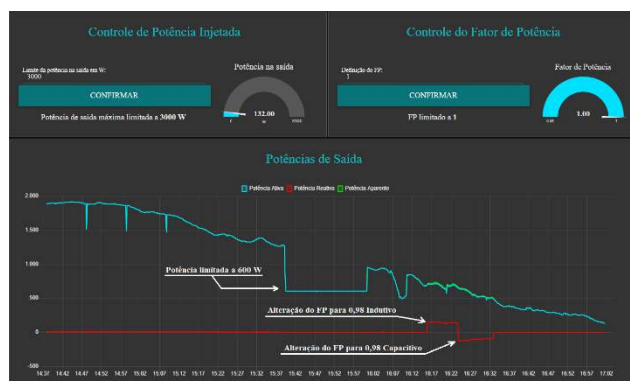 Controle de Potência Injetada
Limite da potência na saída em W:
3000
CONFIRMAR
Potência de saída máxima limitada a 3000 W
Potência na saída
132.00
0
W
Controle do Fator de Potência
Definição do FP:
1
CONFIRMAR
FP limitado a 1
Fator de Potência
1.00
1
Potências de Saída
Potência Ativa Potência Reativa Potência Aparente
2.000
1.500
1.000
500
0
-500
Potência limitada a 600 W
Alteração do FP para 0,98 Indutivo
Alteração do FP para 0,98 Capacitivo
14:37 14:42 14:47 14:52 14:57 15:02 15:07 15:12 15:17 15:22 15:27 15:32 15:37 15:42 15:47 15:52 15:57 16:02 16:07 16:12 16:17 16:22 16:27 16:32 16:37 16:42 16:47 16:52 16:57 17:02